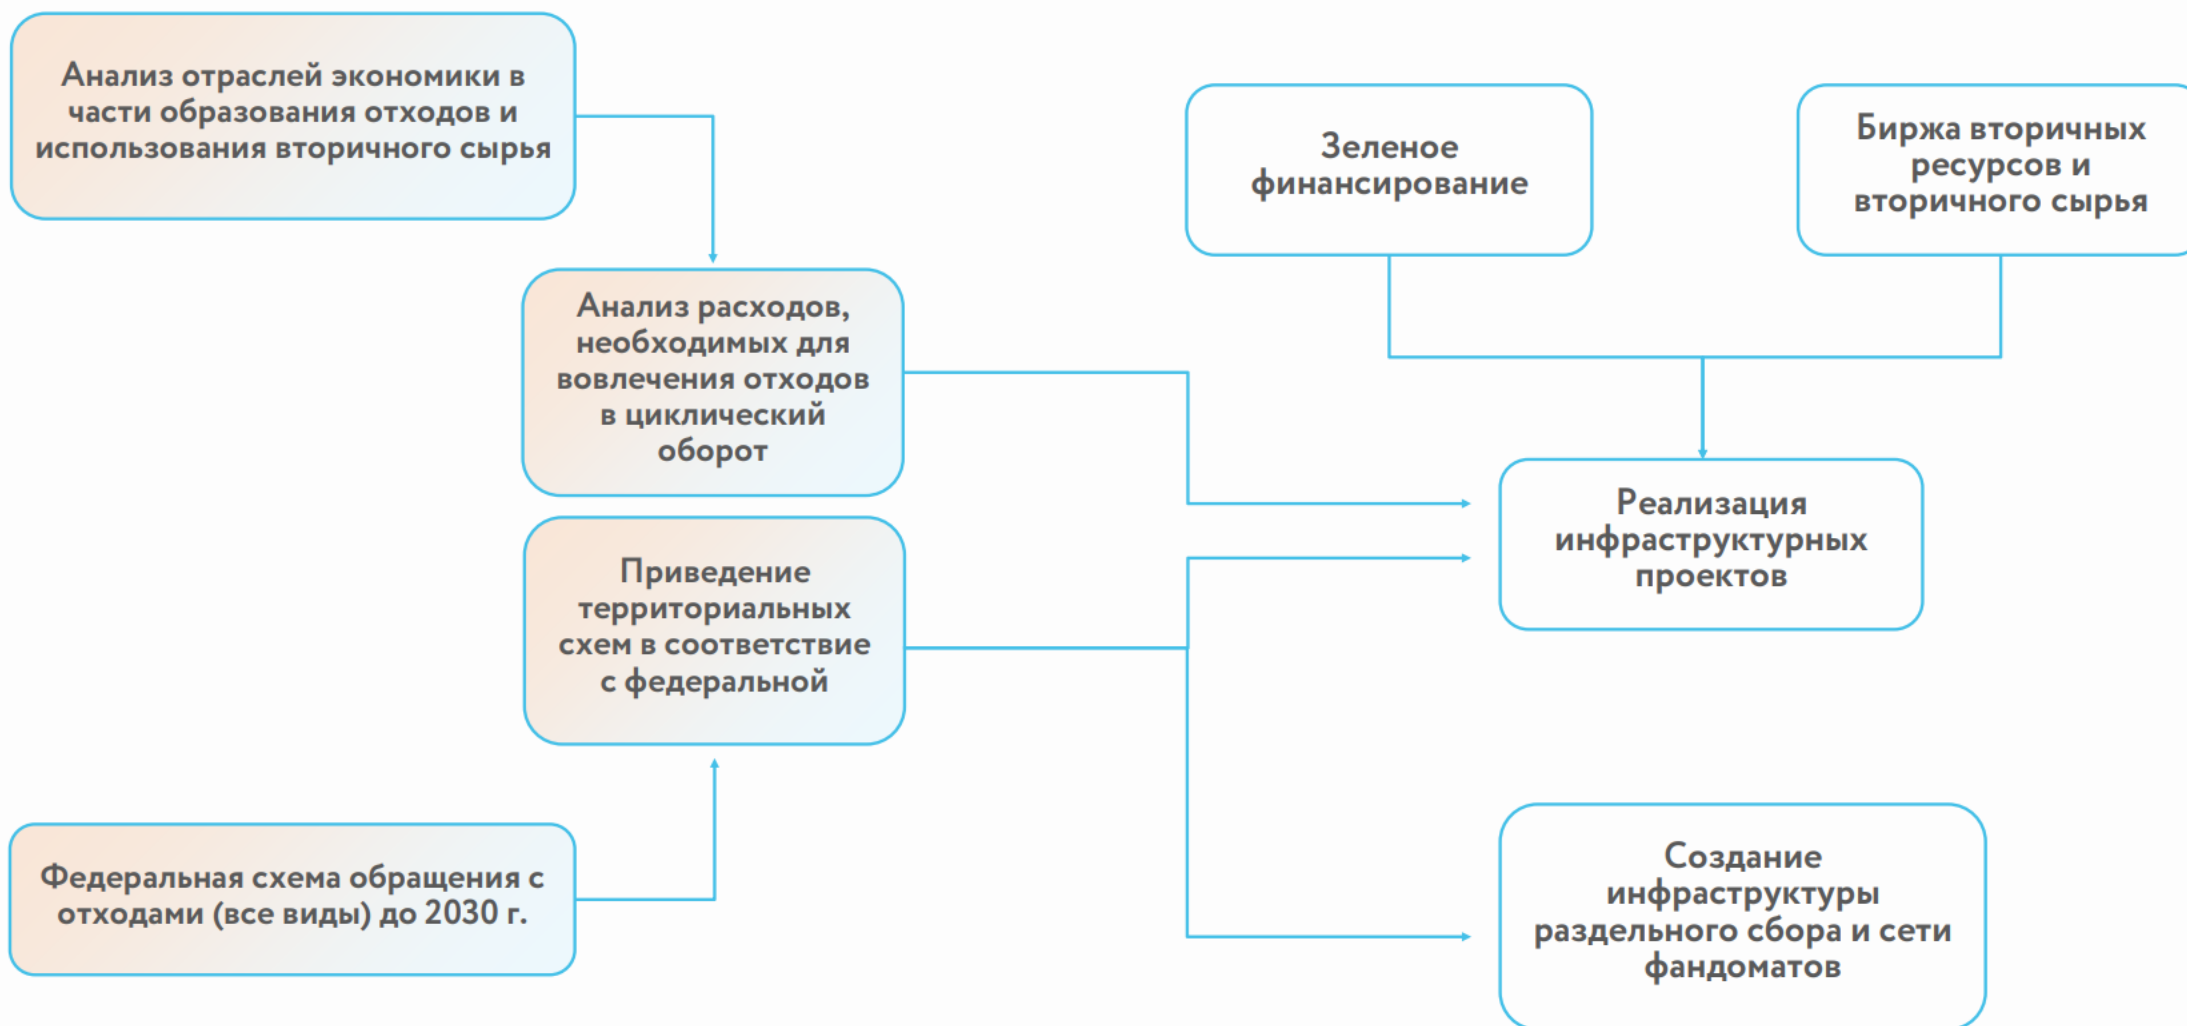 Анализ отраслей экономики в
части образования отходов и
использования вторичного сырья
Зеленое
финансирование
Биржа вторичных
ресурсов и
вторичного сырья
Анализ расходов,
необходимых для
вовлечения отходов
в циклический
оборот
Реализация
инфраструктурных
проектов
Приведение
территориальных
схем в соответствие
с федеральной
Федеральная схема обращения с
отходами (все виды) до 2030 г.
Создание
инфраструктуры
раздельного сбора и сети
фандоматов